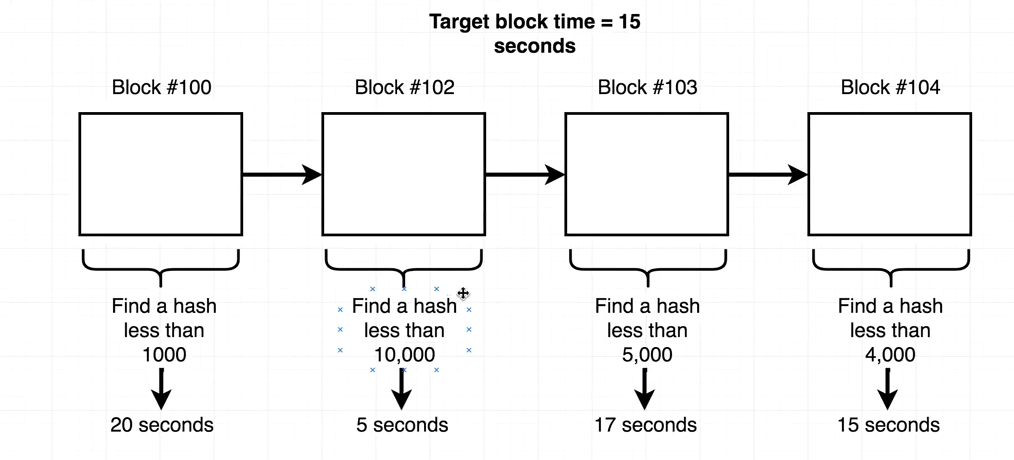 Target block time = 15
seconds
Block #100
Block #102
Block #103
Block #104
Find a hash
less than
1000
Find a hash
less than
10,000
Find a hash
less than
5,000
Find a hash
less than
4,000
20 seconds
5 seconds
17 seconds
15 seconds